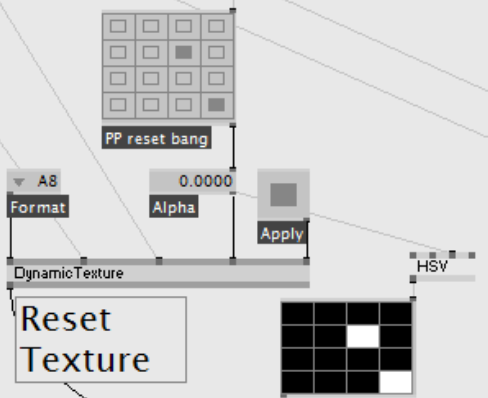 PP reset bang
A8
0.0000
Format
Alpha
Apply
DynamicTexture
HSV
Reset
Texture